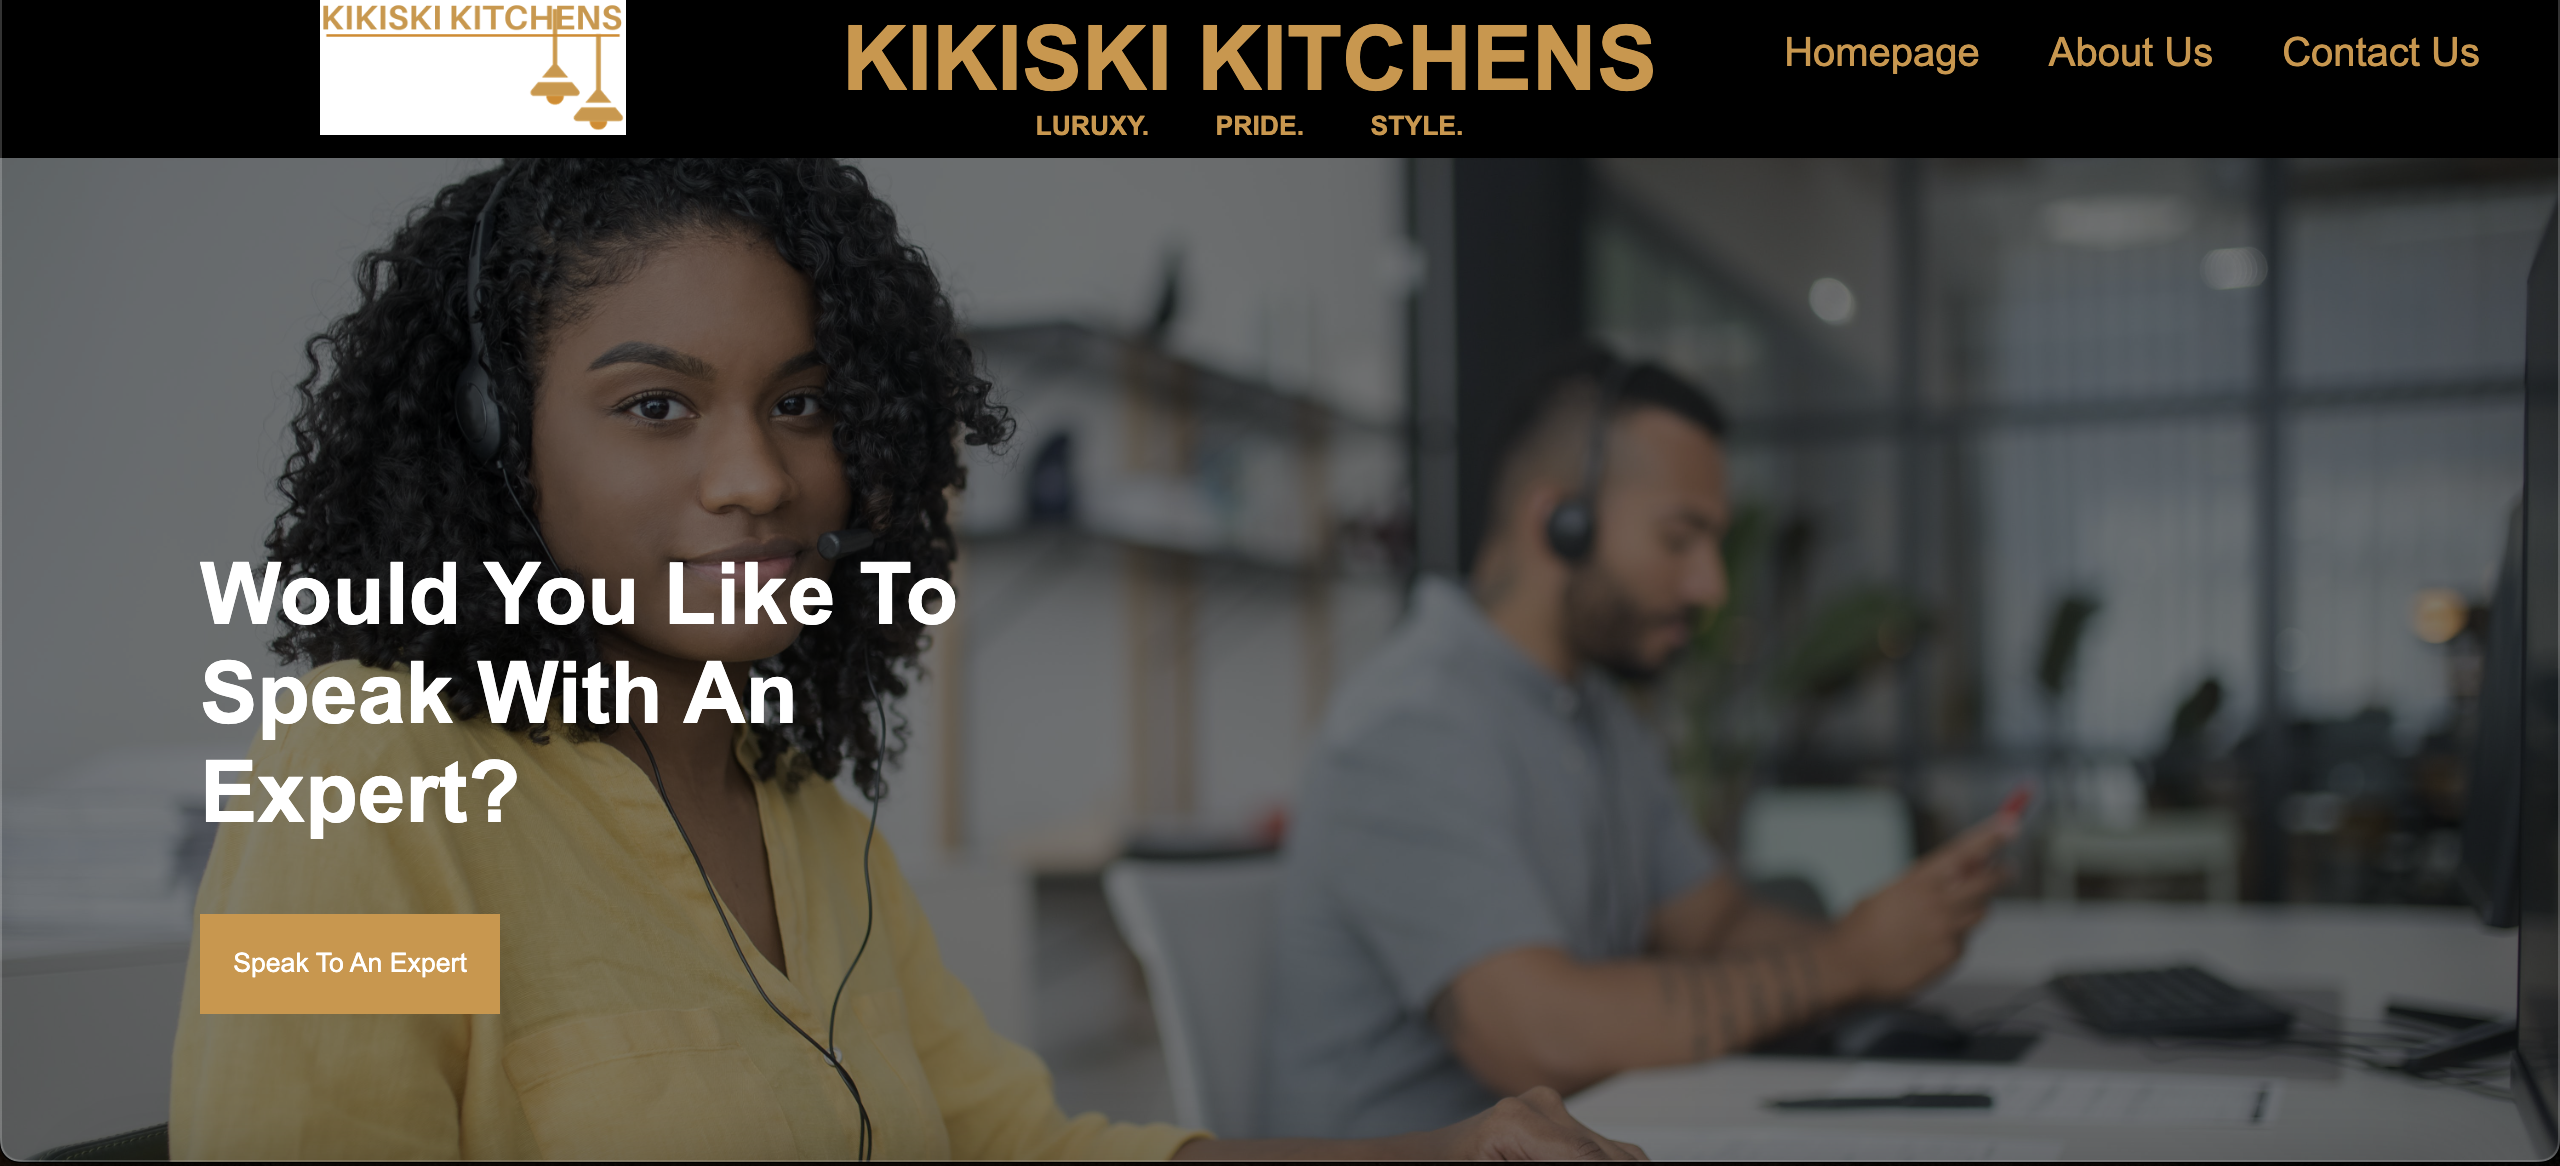 KIKISKI KITCHENS
KIKISKI KITCHENS
LURUXY. PRIDE. STYLE.
Homepage About Us Contact Us
Would You Like To
Speak With An
Expert?
Speak To An Expert